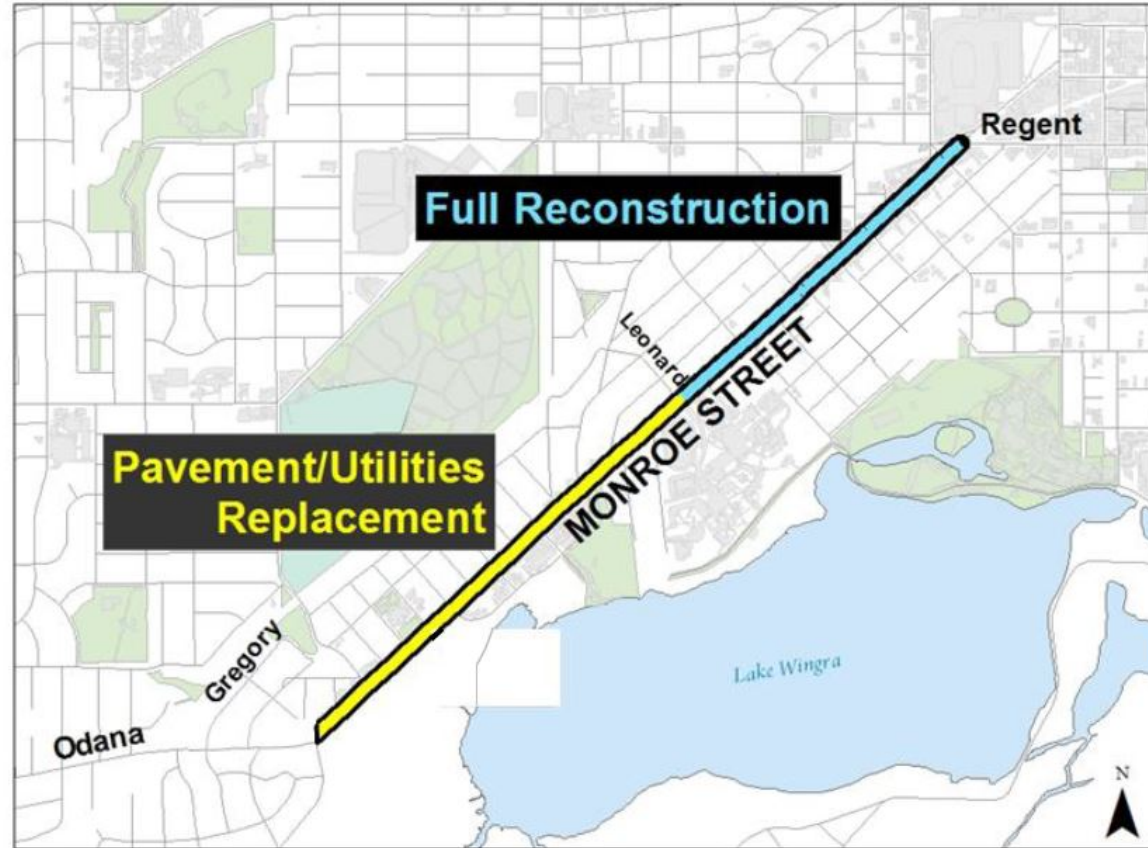 Regent
Full Reconstruction
Leonard
MONROE STREET
Pavement/Utilities
Replacement
Gregory
Lake Wingra
Odana
N